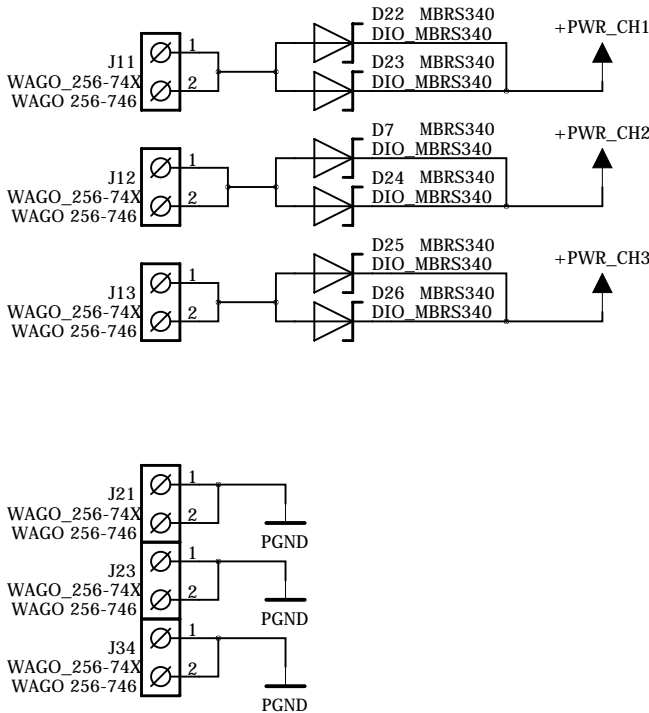 D22 MBRS340
DIO_MBRS340
+PWR_CH1
J11
1
WAGO_256-74X
2
WAGO 256-746
D23 MBRS340
DIO_MBRS340
D7 MBRS340
DIO_MBRS340
+PWR_CH2
J12
1
WAGO_256-74X
2
WAGO 256-746
D24 MBRS340
DIO_MBRS340
D25 MBRS340
DIO_MBRS340
+PWR_CH3
J13
1
WAGO_256-74X
2
WAGO 256-746
D26 MBRS340
DIO_MBRS340
J21
1
WAGO_256-74X
2
WAGO 256-746
PGND
J23
1
WAGO_256-74X
2
WAGO 256-746
PGND
J34
1
WAGO_256-74X
2
WAGO 256-746
PGND